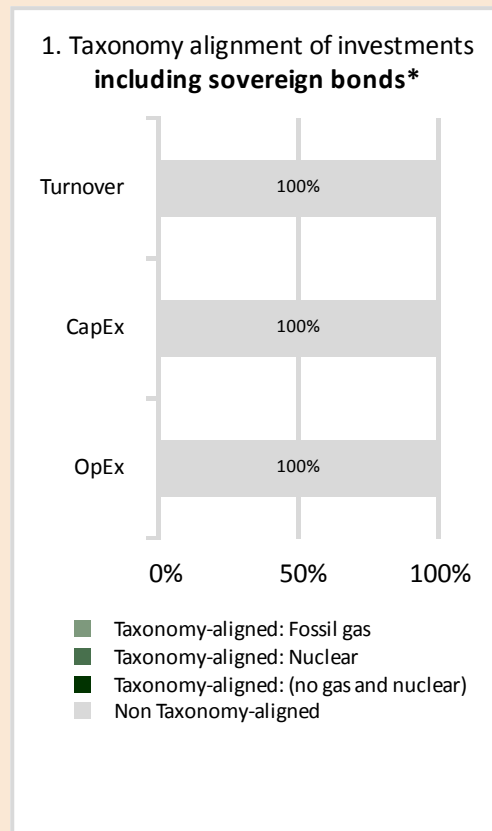 1. Taxonomy alignment of investments
including sovereign bonds*
Turnover
100%
CapEx
100%
OpEx
100%
0% 50% 100%
Taxonomy-aligned: Fossil gas
Taxonomy-aligned: Nuclear
Taxonomy-aligned: (no gas and nuclear)
Non Taxonomy-aligned